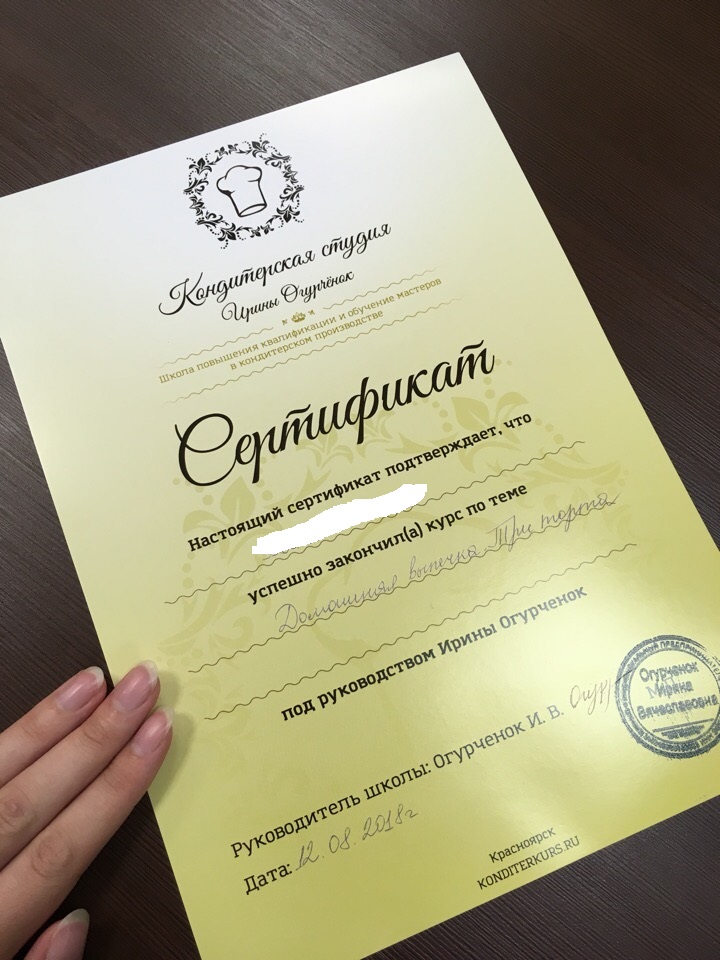 Кондитерская студия
Ирины Огурчёнок
Школа повышения квалификации и обучение мастеров
в кондитерском производстве
Сертификат
Настоящий сертификат подтверждает, что
успешно закончил(а) курс по теме
Домашняя выпечка Три торта
под руководством Ирины Огурченок
Руководитель школы: Огурченок И. В.
Огурченок
Ирина
Вячеславовна
Дата: 12.08.2018г
Красноярск
KONDITERKURS.RU